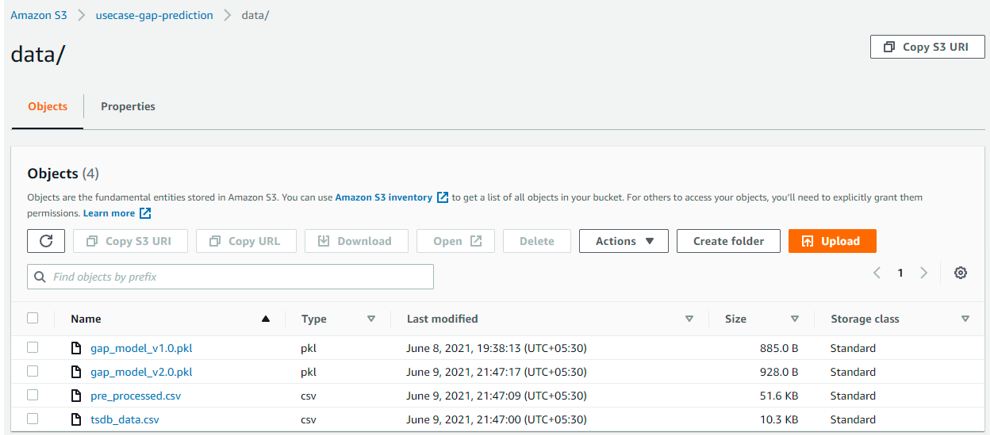 Amazon S3 > usecase-gap-prediction > data/
data/
Copy S3 URI
Objects Properties
Objects (4)
Objects are the fundamental entities stored in Amazon S3. You can use Amazon S3 inventory to get a list of all objects in your bucket. For others to access your objects, you'll need to explicitly grant them
permissions. Learn more
Copy S3 URI Copy URL Download Open Delete Actions Create folder Upload
Find objects by prefix
1
Name Type Last modified Size Storage class
gap_model_v1.0.pkl pkl June 8, 2021, 19:38:13 (UTC+05:30) 885.0 B Standard
gap_model_v2.0.pkl pkl June 9, 2021, 21:47:17 (UTC+05:30) 928.0 B Standard
pre_processed.csv csv June 9, 2021, 21:47:09 (UTC+05:30) 51.6 KB Standard
tsdb_data.csv csv June 9, 2021, 21:47:00 (UTC+05:30) 10.3 KB Standard